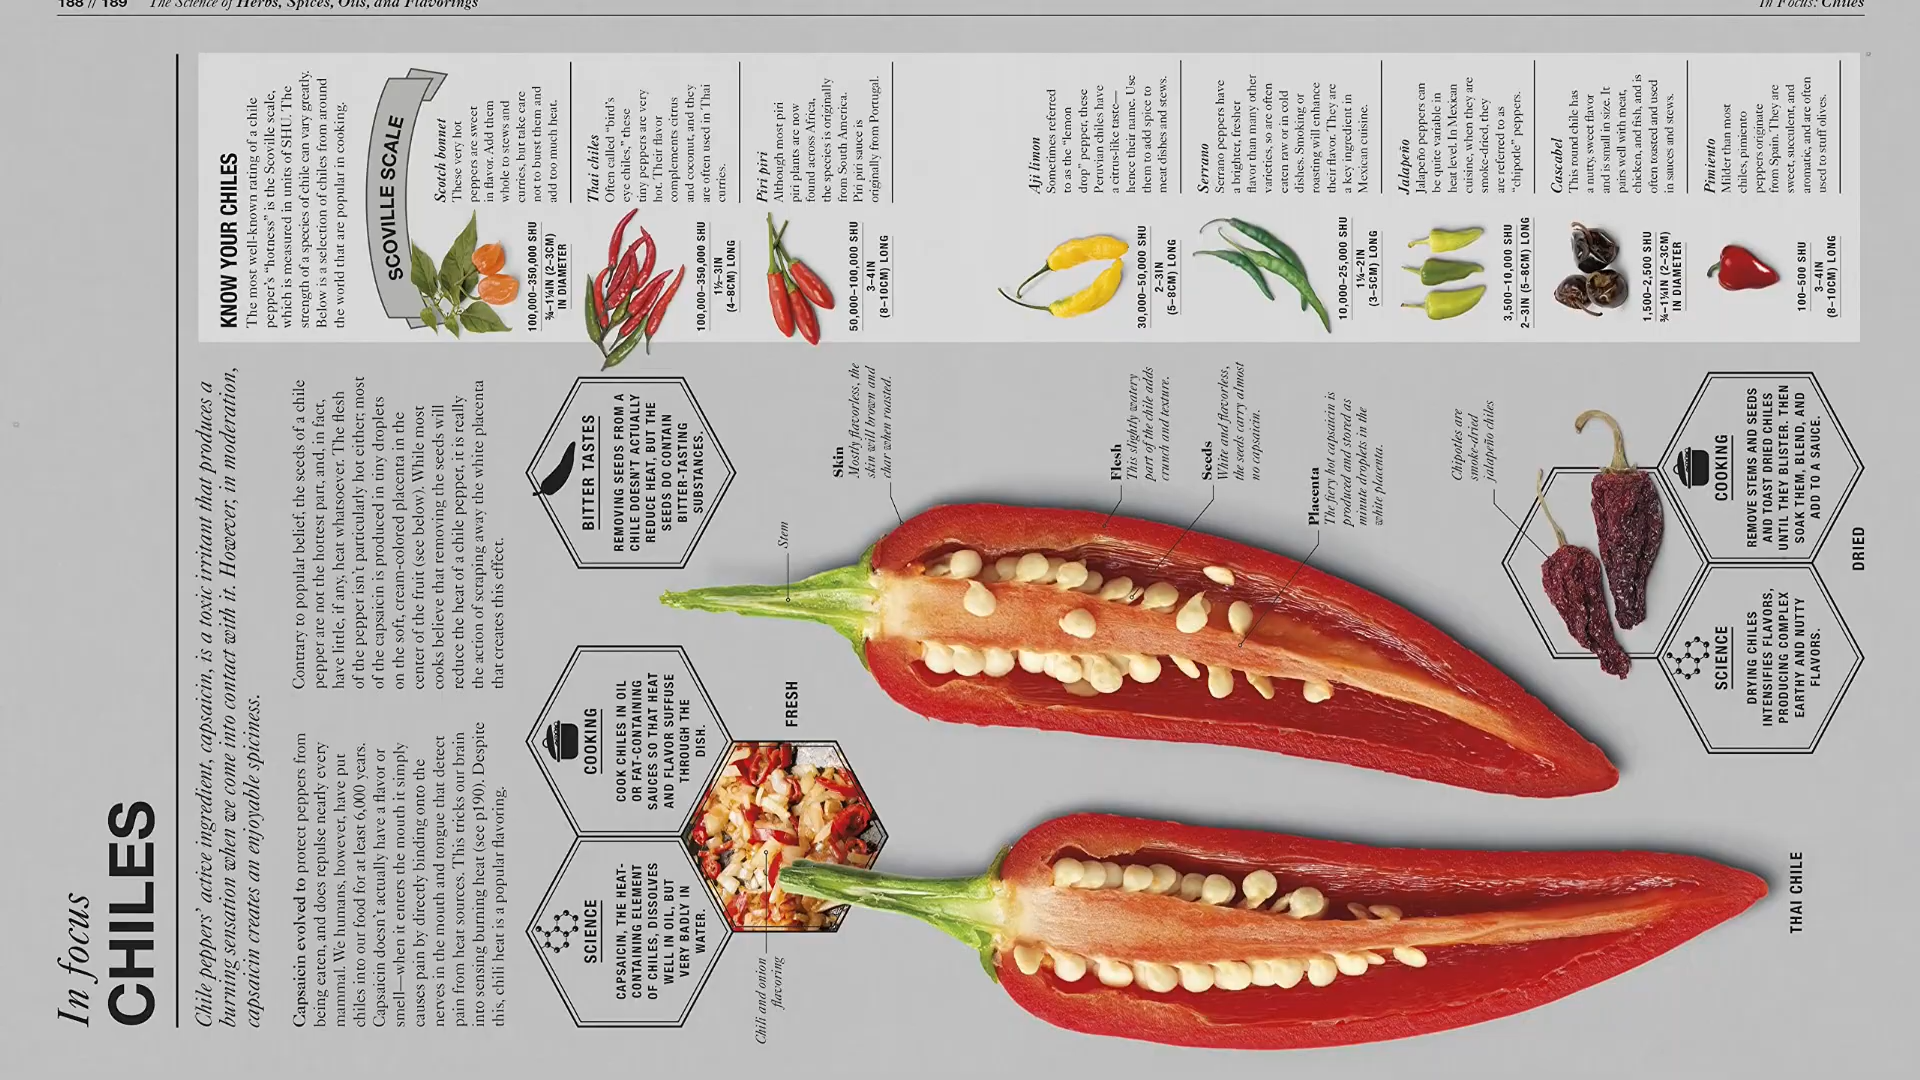 188 // 189 The Science of Herbs, Spices, Oils, and Flavorings
In Focus: Chiles
In focus
CHILES
Chile peppers' active ingredient, capsaicin, is a toxic irritant that produces a
burning sensation when we come into contact with it. However, in moderation,
capsaicin creates an enjoyable spiciness.
Capsaicin evolved to protect peppers from
being eaten, and does repulse nearly every
mammal. We humans, however, have put
chiles into our food for at least 6,000 years.
Capsaicin doesn't actually have a flavor or
smell—when it enters the mouth it simply
causes pain by directly binding onto the
nerves in the mouth and tongue that detect
pain from heat sources. This tricks our brain
into sensing burning heat (see p190). Despite
this, chili heat is a popular flavoring.
Contrary to popular belief, the seeds of a chile
pepper are not the hottest part, and, in fact,
have little, if any, heat whatsoever. The flesh
of the pepper isn't particularly hot either; most
of the capsaicin is produced in tiny droplets
on the soft, cream-colored placenta in the
center of the fruit (see below). While most
cooks believe that removing the seeds will
reduce the heat of a chile pepper, it is really
the action of scraping away the white placenta
that creates this effect.
SCIENCE
CAPSAICIN, THE HEAT-
CONTAINING ELEMENT
OF CHILES, DISSOLVES
WELL IN OIL, BUT
VERY BADLY IN
WATER.
COOKING
COOK CHILES IN OIL
OR FAT-CONTAINING
SAUCES SO THAT HEAT
AND FLAVOR SUFFUSE
THROUGH THE
DISH.
BITTER TASTES
REMOVING SEEDS FROM A
CHILE DOESN'T ACTUALLY
REDUCE HEAT, BUT THE
SEEDS DO CONTAIN
BITTER-TASTING
SUBSTANCES.
Chili and onion
flavoring
FRESH
Stem
Skin
Mostly flavorless, the
skin will brown and
char when roasted.
Flesh
This slightly watery
part of the chile adds
crunch and texture.
Seeds
White and flavorless,
the seeds carry almost
no capsaicin.
Placenta
The fiery hot capsaicin is
produced and stored as
minute droplets in the
white placenta.
Chipotles are
smoke-dried
jalapeño chiles
SCIENCE
DRYING CHILES
INTENSIFIES FLAVORS,
PRODUCING COMPLEX
EARTHY AND NUTTY
FLAVORS.
COOKING
REMOVE STEMS AND SEEDS
AND TOAST DRIED CHILES
UNTIL THEY BLISTER. THEN
SOAK THEM, BLEND, AND
ADD TO A SAUCE.
DRIED
THAI CHILE
KNOW YOUR CHILES
The most well-known rating of a chile
pepper's "hotness" is the Scoville scale,
which is measured in units of SHU. The
strength of a species of chile can vary greatly.
Below is a selection of chiles from around
the world that are popular in cooking.
SCOVILLE SCALE
Scotch bonnet
These very hot
peppers are sweet
in flavor. Add them
whole to stews and
curries, but take care
not to burst them and
add too much heat.
100,000–350,000 SHU
¾–1¼IN (2–3CM)
IN DIAMETER
Thai chiles
Often called "bird's
eye chiles," these
tiny peppers are very
hot. Their flavor
complements citrus
and coconut, and they
are often used in Thai
curries.
100,000–350,000 SHU
1½–3IN
(4–8CM) LONG
Piri piri
Although most piri
piri plants are now
found across Africa,
the species is originally
from South America.
Piri piri sauce is
originally from Portugal.
50,000–100,000 SHU
3–4IN
(8–10CM) LONG
Aji limon
Sometimes referred
to as the "lemon
drop" pepper, these
Peruvian chiles have
a citrus-like taste—
hence their name. Use
them to add spice to
meat dishes and stews.
30,000–50,000 SHU
2–3IN
(5–8CM) LONG
Serrano
Serrano peppers have
a brighter, fresher
flavor than many other
varieties, so are often
eaten raw or in cold
dishes. Smoking or
roasting will enhance
their flavor. They are
a key ingredient in
Mexican cuisine.
10,000–25,000 SHU
1¼–2IN
(3–5CM) LONG
Jalapeño
Jalapeño peppers can
be quite variable in
heat level. In Mexican
cuisine, when they are
smoke-dried, they
are referred to as
"chipotle" peppers.
3,500–10,000 SHU
2–3IN (5–8CM) LONG
Cascabel
This round chile has
a nutty, sweet flavor
and is small in size. It
pairs well with meat,
chicken, and fish, and is
often toasted and used
in sauces and stews.
1,500–2,500 SHU
¾–1¼IN (2–3CM)
IN DIAMETER
Pimiento
Milder than most
chiles, pimiento
peppers originate
from Spain. They are
sweet, succulent, and
aromatic, and are often
used to stuff olives.
100–500 SHU
3–4IN
(8–10CM) LONG